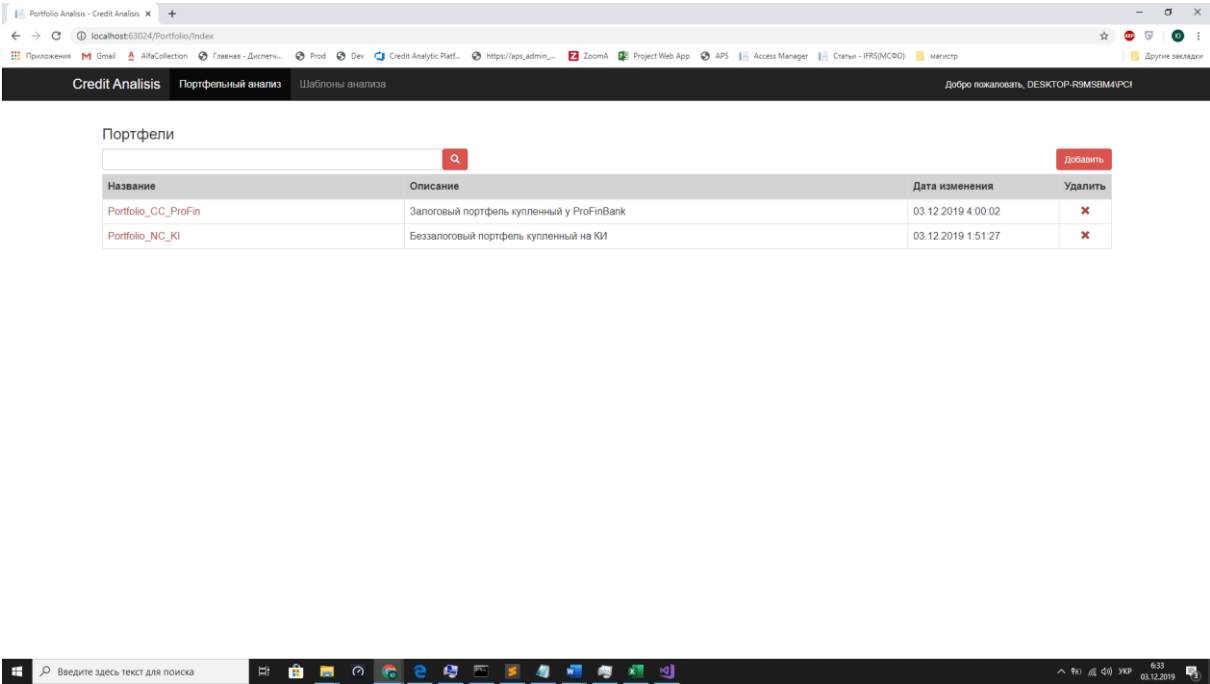 Portfolio Analisis - Credit Analisis
localhost:63024/Portfolio/Index
Приложения Gmail AlfaCollection Главная - Диспетч... Prod Dev Credit Analytic Platf... https://aps_admin_... ZoomA Project Web App APS Access Manager Статьи - IFRS(МСФО) магистр Другие закладки
Credit Analisis Портфельный анализ Шаблоны анализа Добро пожаловать, DESKTOP-R9MSBM4\PC!
Портфели
Добавить
Название Описание Дата изменения Удалить
Portfolio_CC_ProFin Залоговый портфель купленный у ProFinBank 03.12.2019 4:00:02
Portfolio_NC_KI Беззалоговый портфель купленный на КИ 03.12.2019 1:51:27
Введите здесь текст для поиска
УКР 6:33
03.12.2019